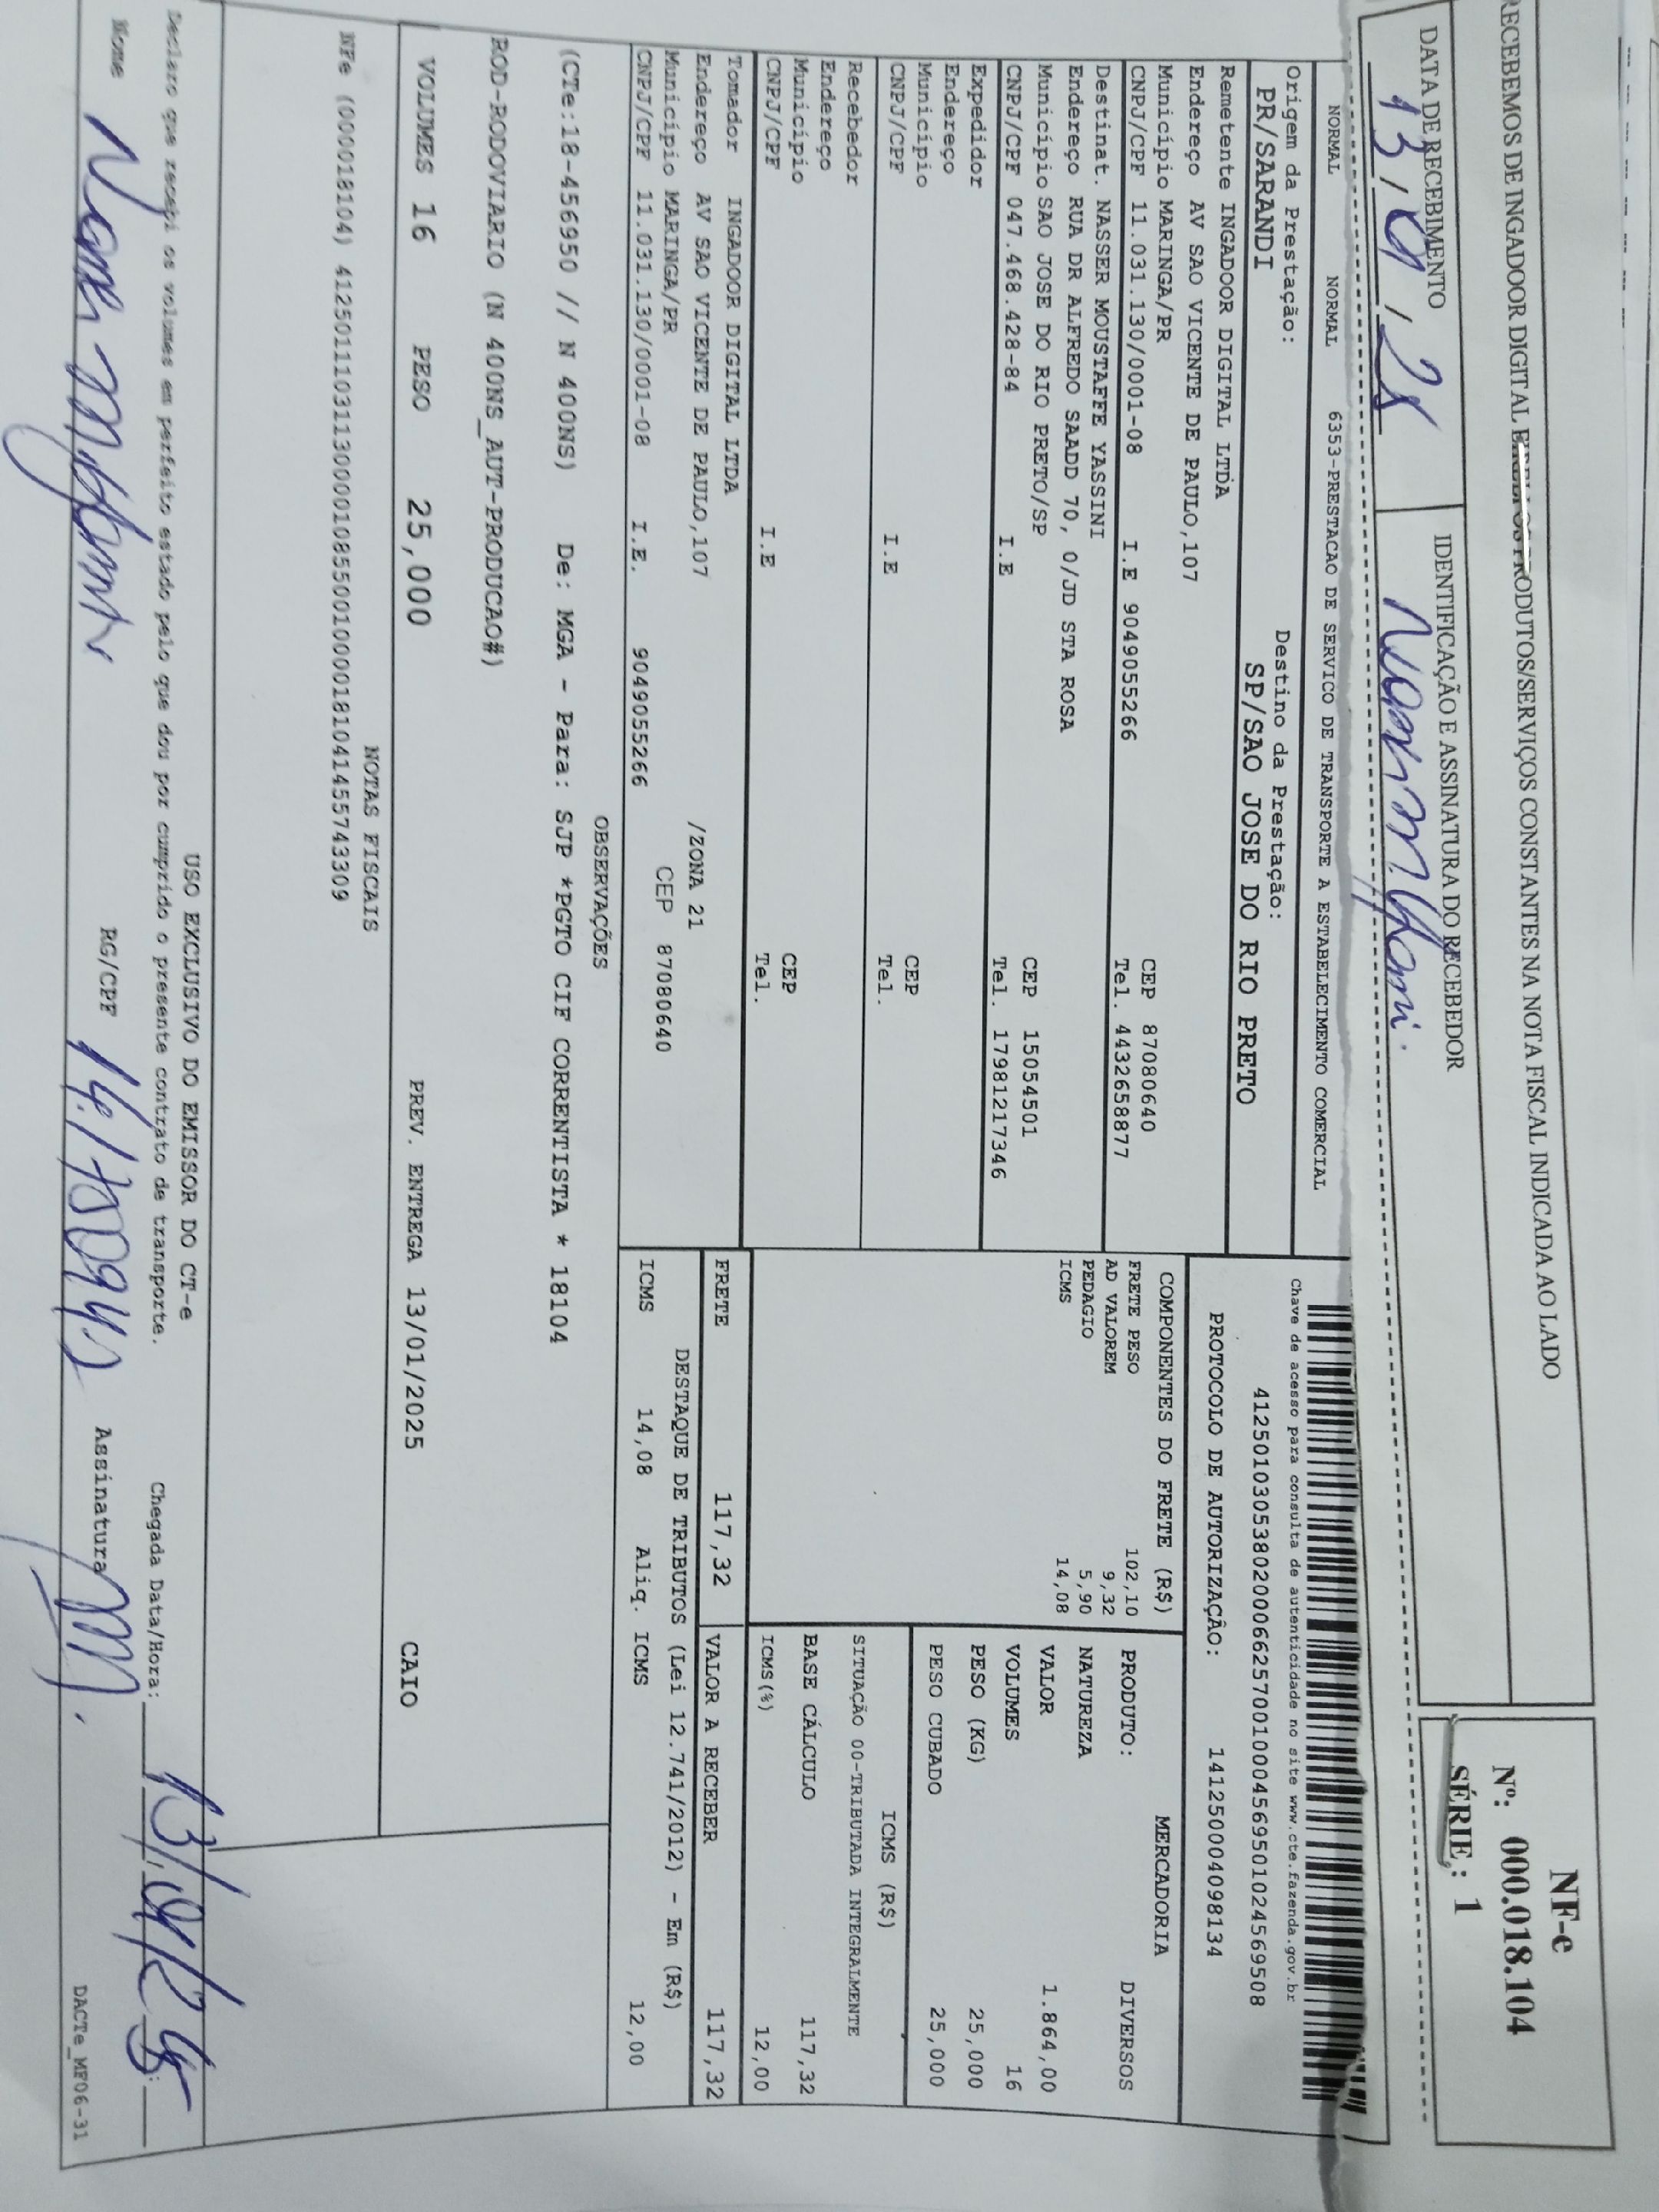 RECEBEMOS DE INGADOOR DIGITAL OS PRODUTOS/SERVIÇOS CONSTANTES NA NOTA FISCAL INDICADA AO LADO
NF-e
Nº: 000.018.104
SÉRIE: 1
DATA DE RECEBIMENTO
IDENTIFICAÇÃO E ASSINATURA DO RECEBEDOR
NORMAL NORMAL 6353-PRESTACAO DE SERVICO DE TRANSPORTE A ESTABELECIMENTO COMERCIAL
Chave de acesso para consulta de autenticidade no site www.cte.fazenda.gov.br
41250103053802000662570010004569501024569508
PROTOCOLO DE AUTORIZAÇÃO: 141250004098134
Origem da Prestação:
PR/SARANDI
Destino da Prestação:
SP/SAO JOSE DO RIO PRETO
Remetente INGADOOR DIGITAL LTDA
Endereço AV SAO VICENTE DE PAULO,107
Município MARINGA/PR CEP 87080640
CNPJ/CPF 11.031.130/0001-08 I.E 9049055266 Tel. 4432658877
Destinat. NASSER MOUSTAFFE YASSINI
Endereço RUA DR ALFREDO SAADD 70, 0/JD STA ROSA
Município SAO JOSE DO RIO PRETO/SP CEP 15054501
CNPJ/CPF 047.468.428-84 I.E Tel. 17981217346
Expedidor
Endereço
Município CEP
CNPJ/CPF I.E Tel.
Recebedor
Endereço
Município CEP
CNPJ/CPF I.E Tel.
Tomador INGADOOR DIGITAL LTDA
Endereço AV SAO VICENTE DE PAULO,107 /ZONA 21
Município MARINGA/PR CEP 87080640
CNPJ/CPF 11.031.130/0001-08 I.E. 9049055266
COMPONENTES DO FRETE (R$)
FRETE PESO 102,10
AD VALOREM 9,32
PEDAGIO 5,90
ICMS 14,08
MERCADORIA
PRODUTO: DIVERSOS
NATUREZA
VALOR 1.864,00
VOLUMES 16
PESO (KG) 25,000
PESO CUBADO 25,000
ICMS (R$)
SITUAÇÃO 00-TRIBUTADA INTEGRALMENTE
BASE CÁLCULO 117,32
ICMS(%) 12,00
FRETE 117,32
VALOR A RECEBER 117,32
DESTAQUE DE TRIBUTOS (Lei 12.741/2012) - Em (R$)
ICMS 14,08 Aliq. ICMS 12,00
OBSERVAÇÕES
(CTe:18-456950 // N 400NS) De: MGA - Para: SJP *PGTO CIF CORRENTISTA * 18104
ROD-RODOVIARIO (N 400NS_AUT-PRODUCAO#)
VOLUMES 16 PESO 25,000 PREV. ENTREGA 13/01/2025 CAIO
NOTAS FISCAIS
NFe (000018104) 41250111031130000108550010000181041455743309
USO EXCLUSIVO DO EMISSOR DO CT-e
Declaro que recebi os volumes em perfeito estado pelo que dou por cumprido o presente contrato de transporte.
Chegada Data/Hora:
Nome RG/CPF Assinatura
DACTe_MF06-31